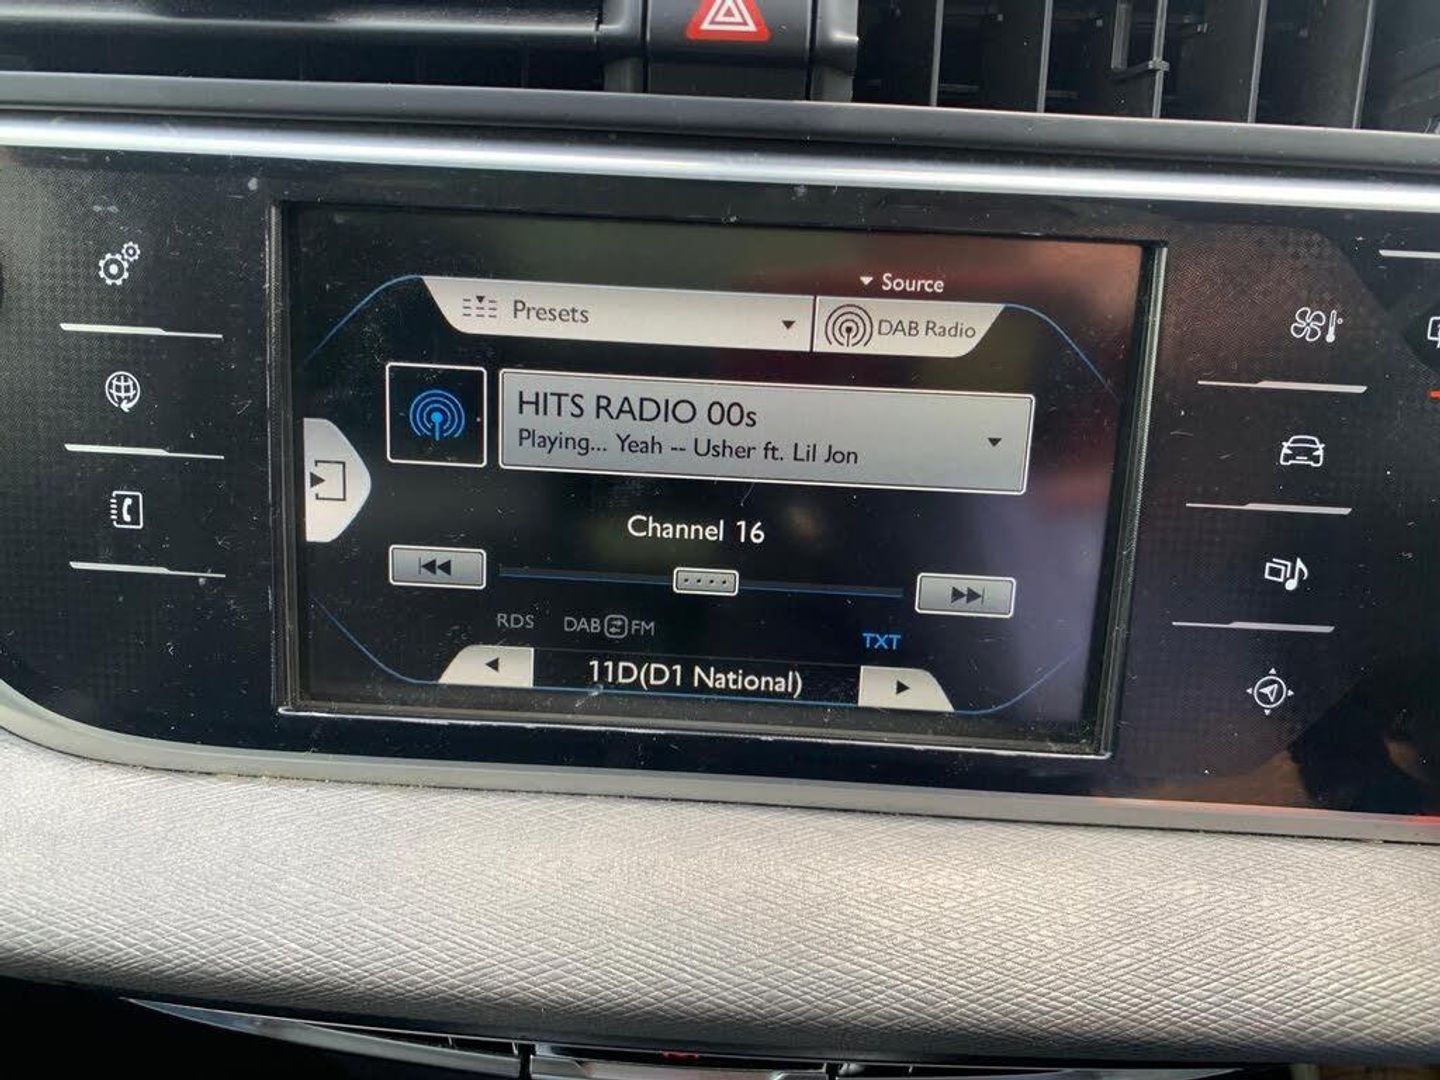 Source
Presets
DAB Radio
HITS RADIO 00s
Playing... Yeah -- Usher ft. Lil Jon
Channel 16
RDS DAB FM
TXT
11D(D1 National)